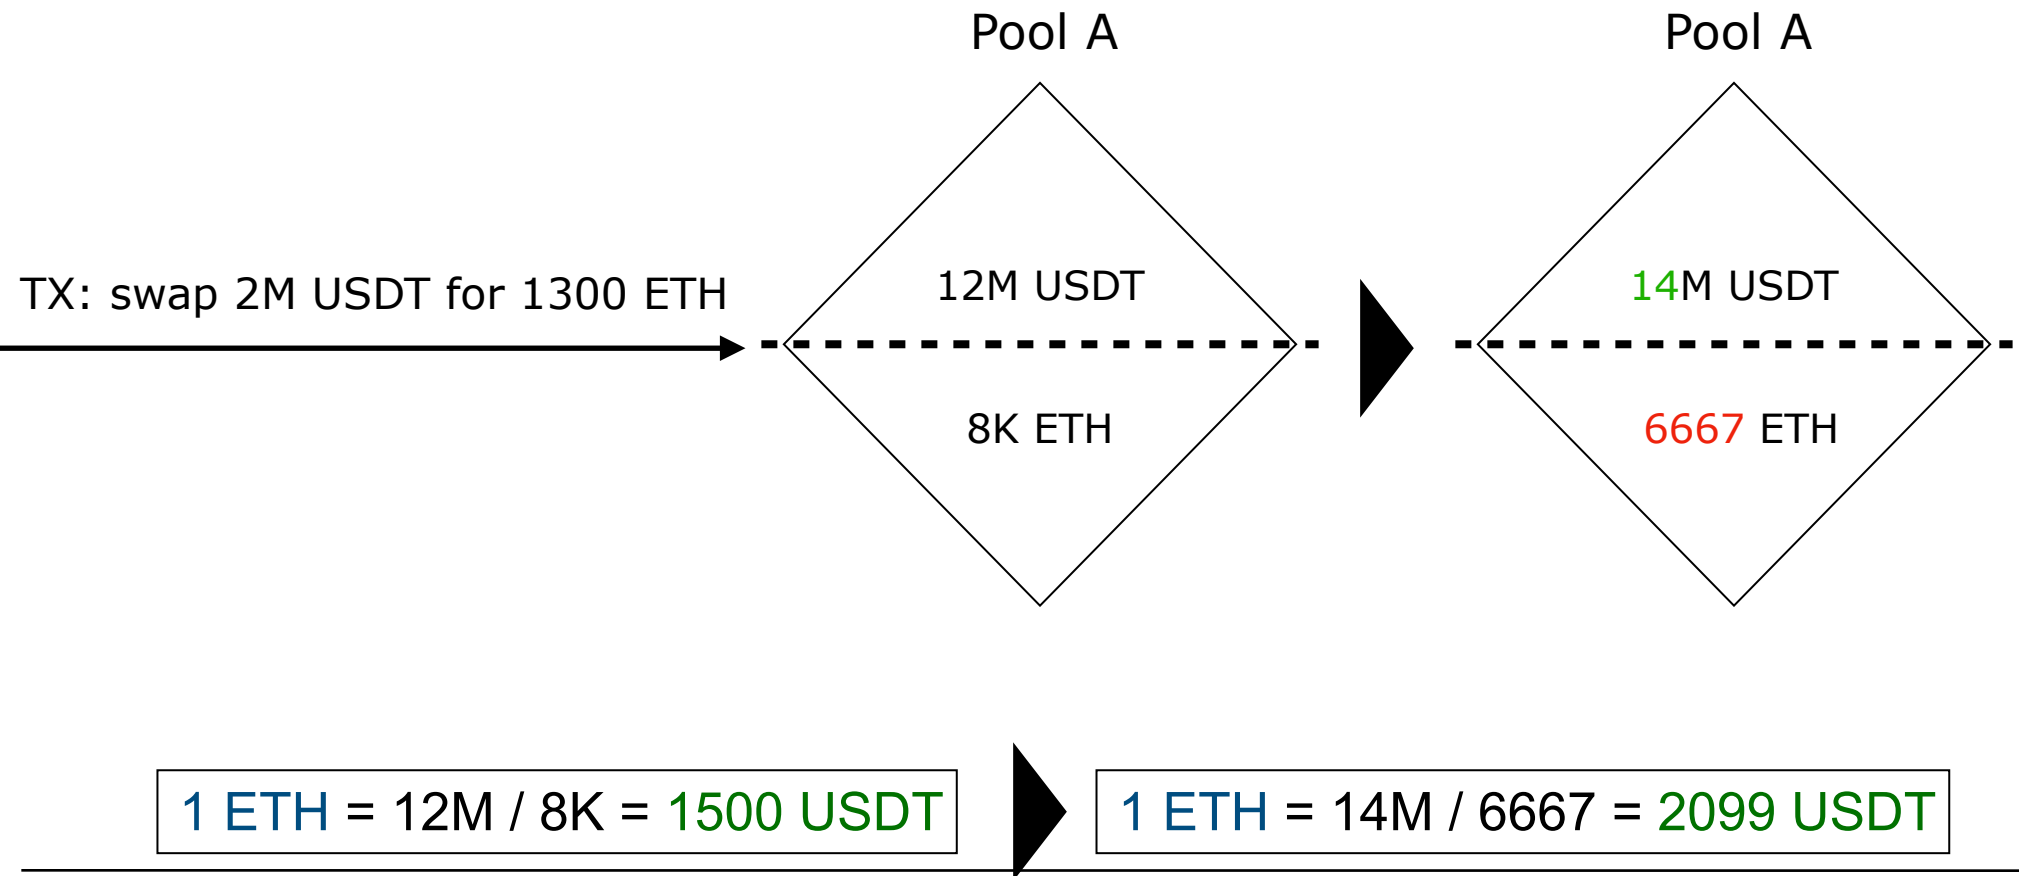 Pool A
Pool A
TX: swap 2M USDT for 1300 ETH
12M USDT
14M USDT
8K ETH
6667 ETH
1 ETH = 12M / 8K = 1500 USDT
1 ETH = 14M / 6667 = 2099 USDT